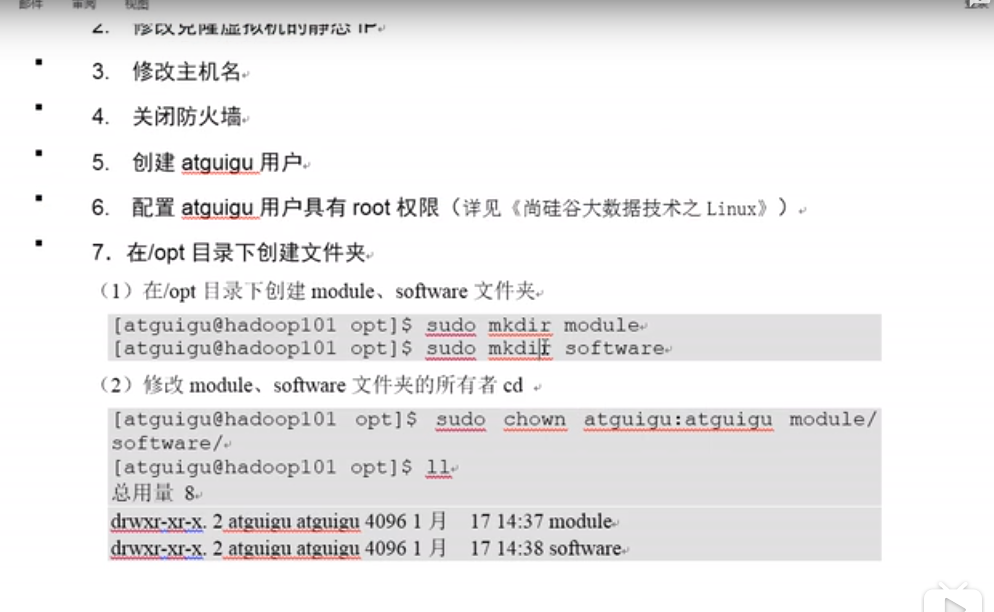 邮件 审阅 视图
2. 修改克隆虚拟机的静态 IP
3. 修改主机名
4. 关闭防火墙
5. 创建 atguigu 用户
6. 配置 atguigu 用户具有 root 权限（详见《尚硅谷大数据技术之 Linux》）
7. 在/opt 目录下创建文件夹
（1）在/opt 目录下创建 module、software 文件夹
[atguigu@hadoop101 opt]$ sudo mkdir module
[atguigu@hadoop101 opt]$ sudo mkdir software
（2）修改 module、software 文件夹的所有者 cd
[atguigu@hadoop101 opt]$ sudo chown atguigu:atguigu module/
software/
[atguigu@hadoop101 opt]$ ll
总用量 8
drwxr-xr-x. 2 atguigu atguigu 4096 1 月 17 14:37 module
drwxr-xr-x. 2 atguigu atguigu 4096 1 月 17 14:38 software